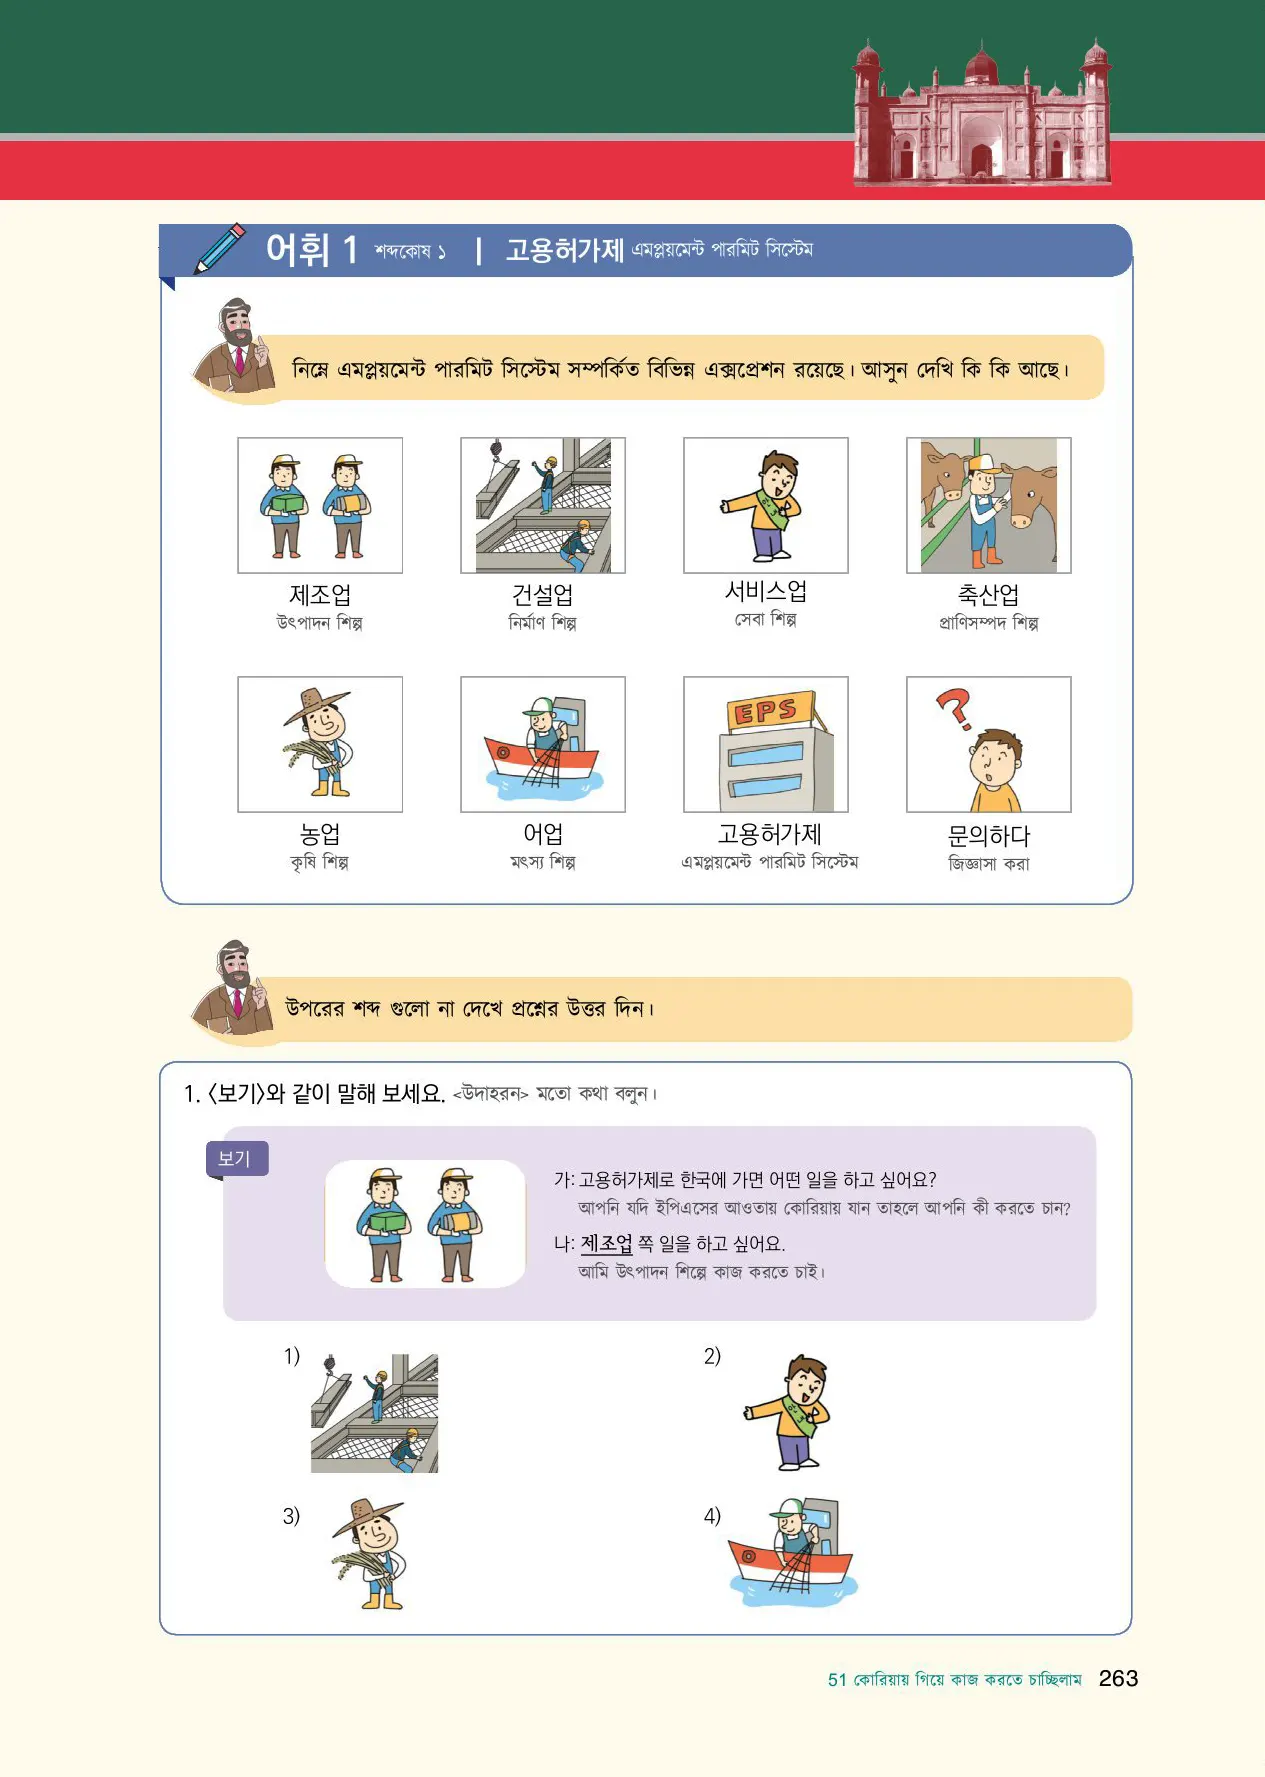 어휘 1 শব্দকোষ ১ | 고용허가제 এমপ্লয়মেন্ট পারমিট সিস্টেম
নিম্নে এমপ্লয়মেন্ট পারমিট সিস্টেম সম্পর্কিত বিভিন্ন এক্সপ্রেশন রয়েছে। আসুন দেখি কি কি আছে।
제조업 건설업 서비스업 축산업
উৎপাদন শিল্প নির্মাণ শিল্প সেবা শিল্প প্রাণিসম্পদ শিল্প
EPS
농업 어업 고용허가제 문의하다
কৃষি শিল্প মৎস্য শিল্প এমপ্লয়মেন্ট পারমিট সিস্টেম জিজ্ঞাসা করা
উপরের শব্দ গুলো না দেখে প্রশ্নের উত্তর দিন।
1. <보기>와 같이 말해 보세요. <উদাহরন> মতো কথা বলুন।
보기
가: 고용허가제로 한국에 가면 어떤 일을 하고 싶어요?
আপনি যদি ইপিএসের আওতায় কোরিয়ায় যান তাহলে আপনি কী করতে চান?
나: 제조업 쪽 일을 하고 싶어요.
আমি উৎপাদন শিল্পে কাজ করতে চাই।
1) 2)
3) 4)
51 কোরিয়ায় গিয়ে কাজ করতে চাচ্ছিলাম 263